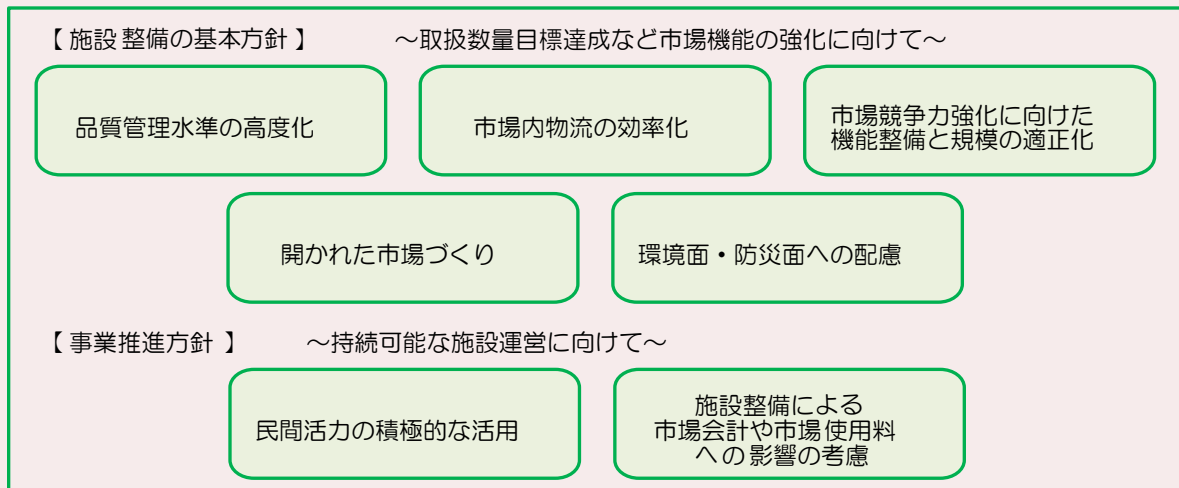 【施設整備の基本方針】 ～取扱数量目標達成など市場機能の強化に向けて～
品質管理水準の高度化
市場内物流の効率化
市場競争力強化に向けた
機能整備と規模の適正化
開かれた市場づくり
環境面・防災面への配慮
【事業推進方針】 ～持続可能な施設運営に向けて～
民間活力の積極的な活用
施設整備による
市場会計や市場使用料
への影響の考慮